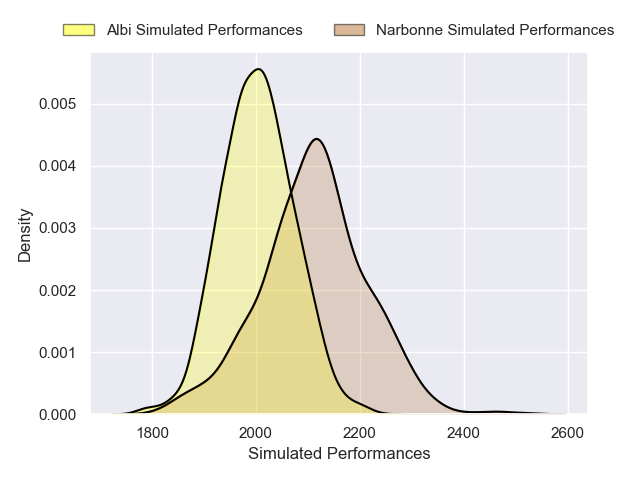 Albi Simulated Performances
Narbonne Simulated Performances
0.005
0.004
0.003
0.002
0.001
0.000
Density
1800
2000
2200
2400
2600
Simulated Performances